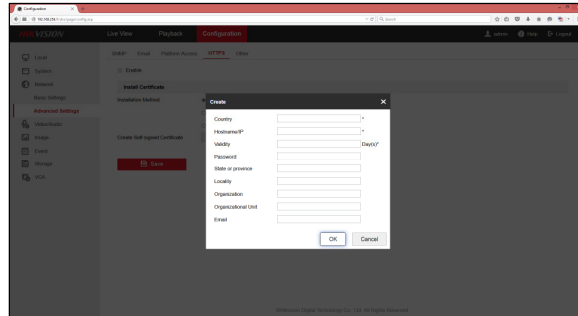 Configuration
Search
HIKVISION
Live View
Playback
Configuration
admin
Help
Logout
Local
System
Network
Basic Settings
Advanced Settings
Video/Audio
Image
Event
Storage
VCA
SNMP
Email
Platform Access
HTTPS
Other
Enable
Install Certificate
Installation Method
Create Self-signed Certificate
Save
Create
Country *
Hostname/IP *
Validity Day(s)*
Password
State or province
Locality
Organization
Organizational Unit
Email
OK
Cancel